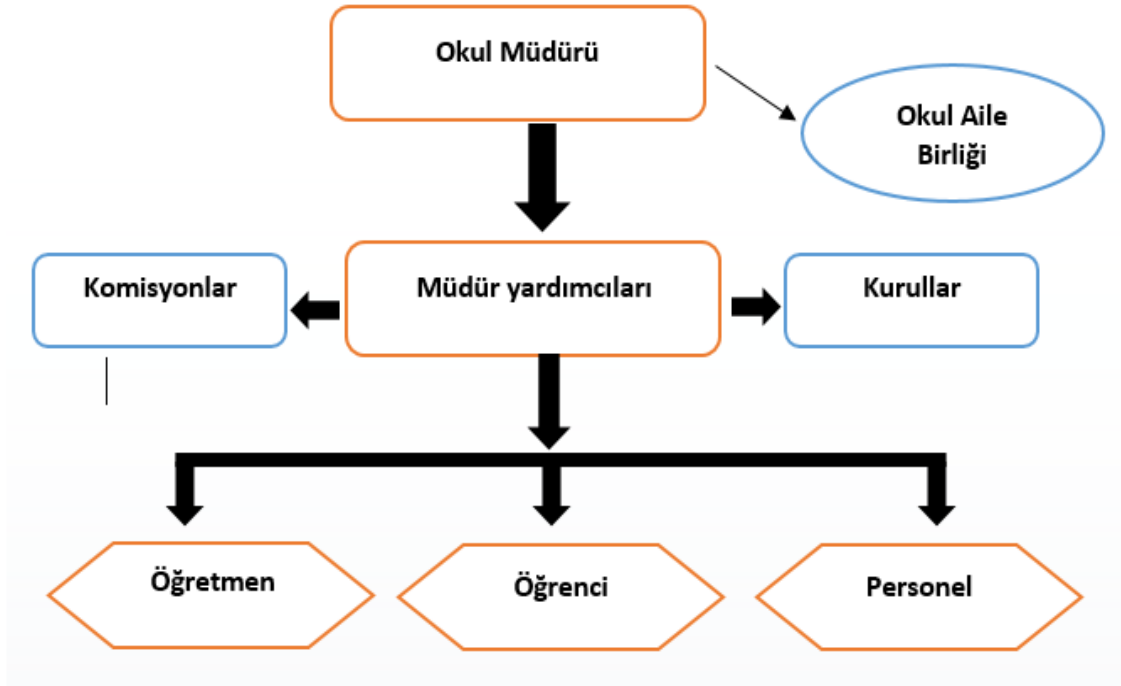 Okul Müdürü
Okul Aile
Birliği
Komisyonlar
Müdür yardımcıları
Kurullar
Öğretmen
Öğrenci
Personel